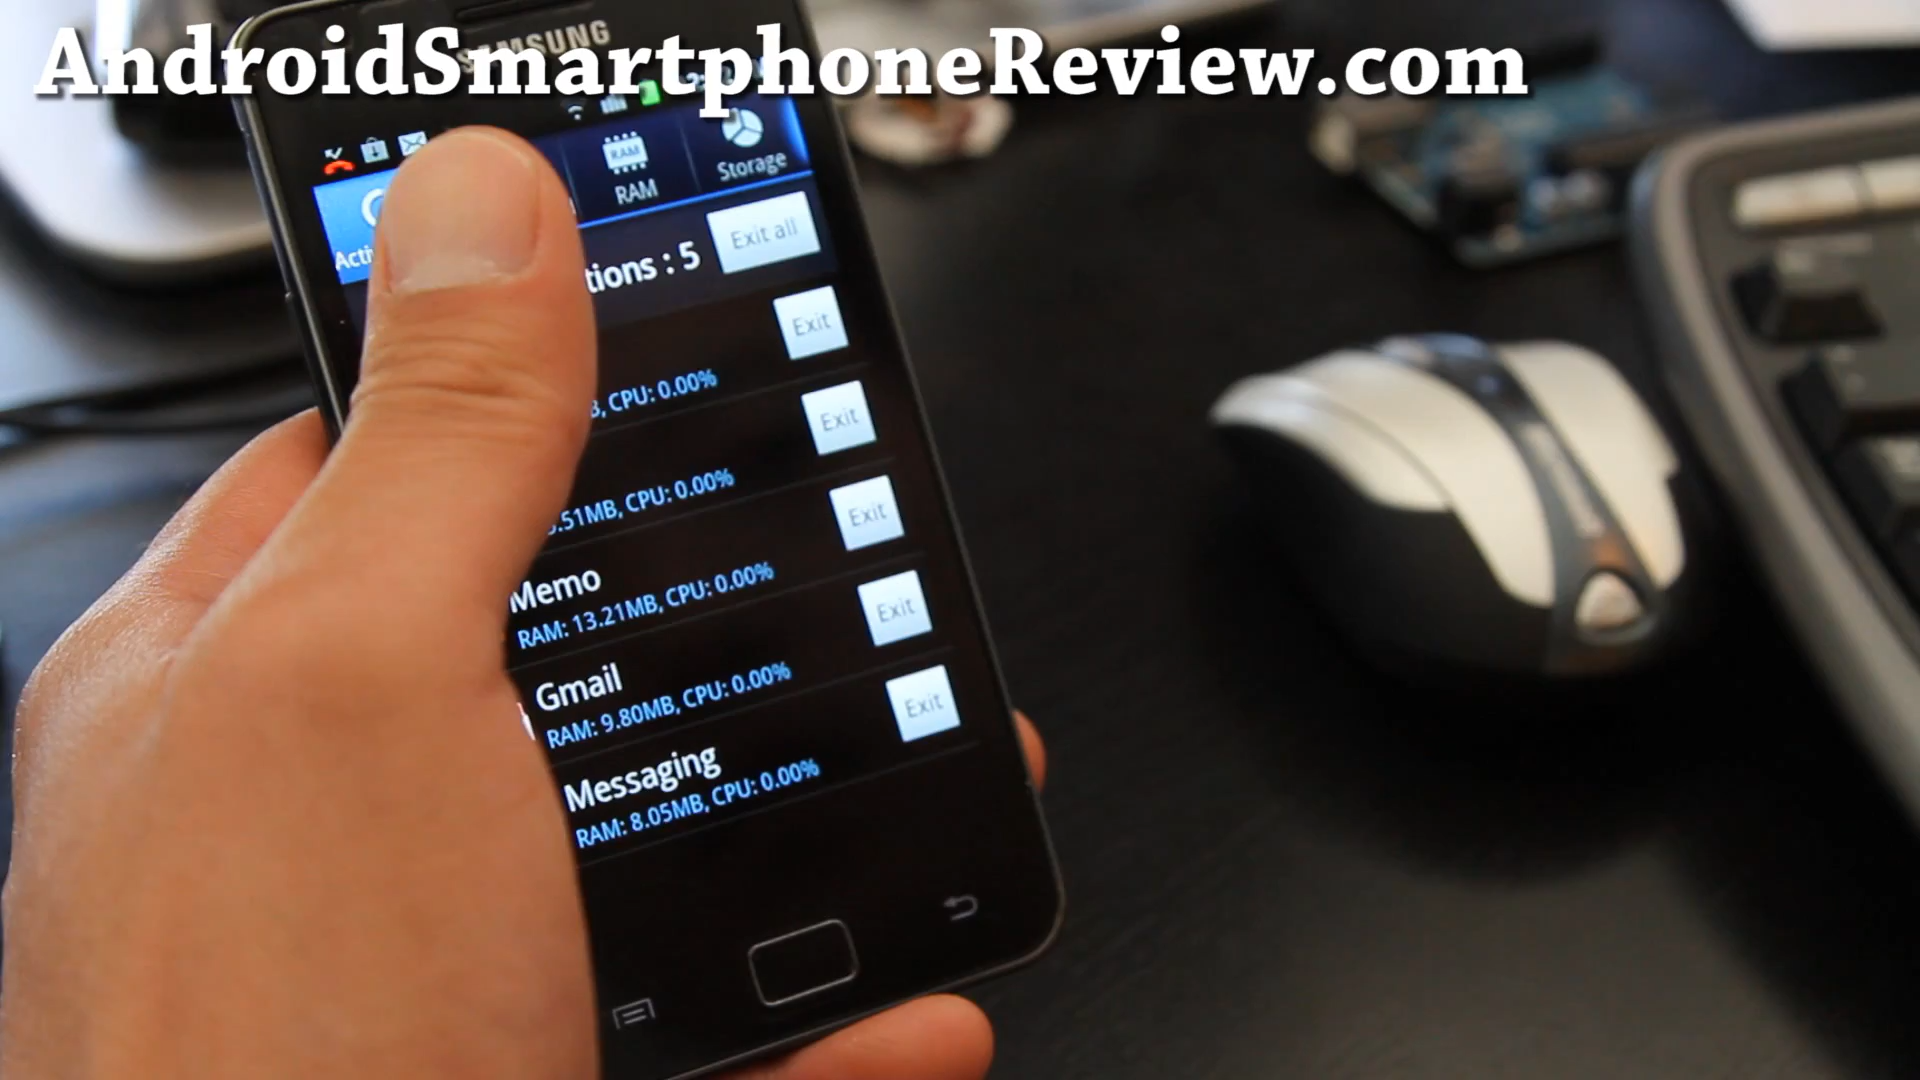 AndroidSmartphoneReview.com
SAMSUNG
RAM
RAM
Storage
Acti
tions : 5
Exit all
Exit
B, CPU: 0.00%
Exit
.51MB, CPU: 0.00%
Exit
Memo
RAM: 13.21MB, CPU: 0.00%
Exit
Gmail
RAM: 9.80MB, CPU: 0.00%
Exit
Messaging
RAM: 8.05MB, CPU: 0.00%